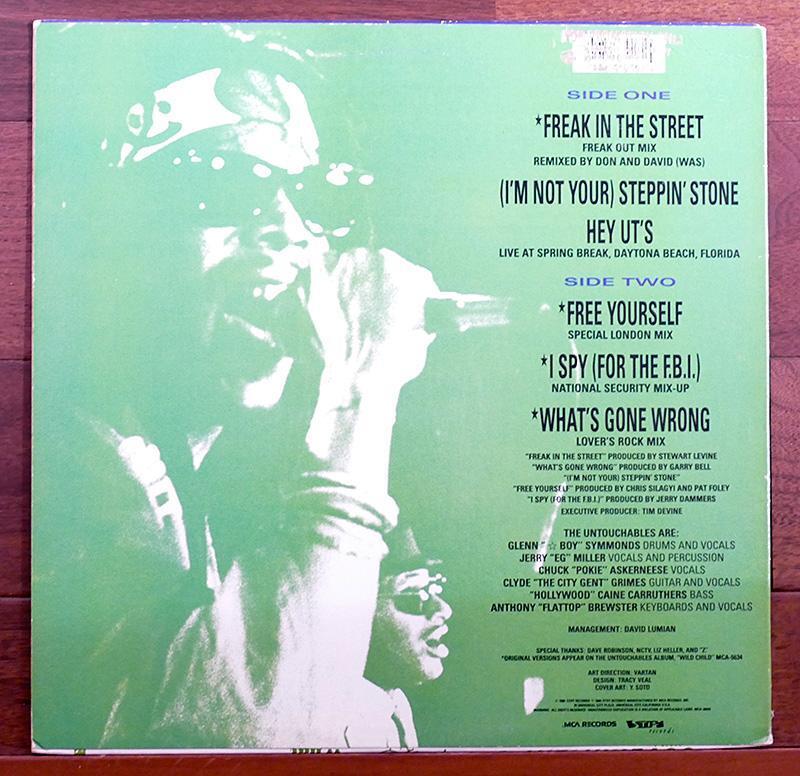 SIDE ONE
*FREAK IN THE STREET
FREAK OUT MIX
REMIXED BY DON AND DAVID (WAS)
(I'M NOT YOUR) STEPPIN' STONE
HEY UT'S
LIVE AT SPRING BREAK, DAYTONA BEACH, FLORIDA
SIDE TWO
*FREE YOURSELF
SPECIAL LONDON MIX
*I SPY (FOR THE F.B.I.)
NATIONAL SECURITY MIX-UP
*WHAT'S GONE WRONG
LOVER'S ROCK MIX
"FREAK IN THE STREET" PRODUCED BY STEWART LEVINE
"WHAT'S GONE WRONG" PRODUCED BY GARRY BELL
"(I'M NOT YOUR) STEPPIN' STONE"
"FREE YOURSELF" PRODUCED BY CHRIS SILAGYI AND PAT FOLEY
"I SPY (FOR THE F.B.I.)" PRODUCED BY JERRY DAMMERS
EXECUTIVE PRODUCER: TIM DEVINE
THE UNTOUCHABLES ARE:
GLENN "☆ BOY" SYMMONDS DRUMS AND VOCALS
JERRY "EG" MILLER VOCALS AND PERCUSSION
CHUCK "POKIE" ASKERNEESE VOCALS
CLYDE "THE CITY GENT" GRIMES GUITAR AND VOCALS
"HOLLYWOOD" CAINE CARRUTHERS BASS
ANTHONY "FLATTOP" BREWSTER KEYBOARDS AND VOCALS
MANAGEMENT: DAVID LUMIAN
SPECIAL THANKS: DAVE ROBINSON, NCTV, LIZ HELLER, AND "Z"
*ORIGINAL VERSIONS APPEAR ON THE UNTOUCHABLES ALBUM, "WILD CHILD" MCA-5634
ART DIRECTION: VARTAN
DESIGN: TRACY VEAL
COVER ART: Y. SOTO
MCA RECORDS
records